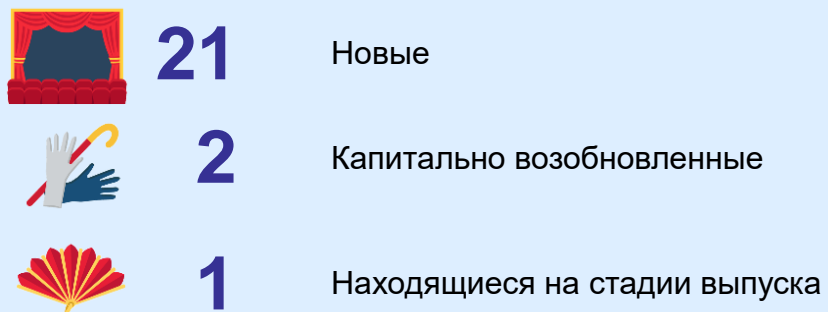 21 Новые
2 Капитально возобновленные
1 Находящиеся на стадии выпуска